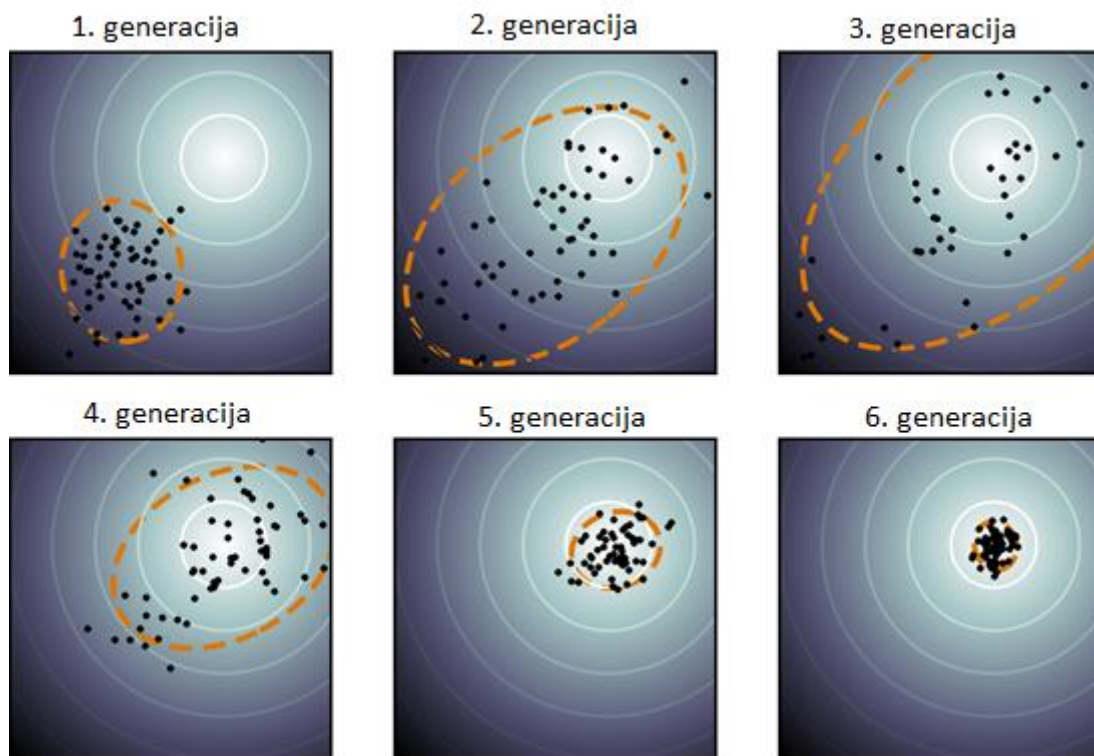 1. generacija
2. generacija
3. generacija
4. generacija
5. generacija
6. generacija